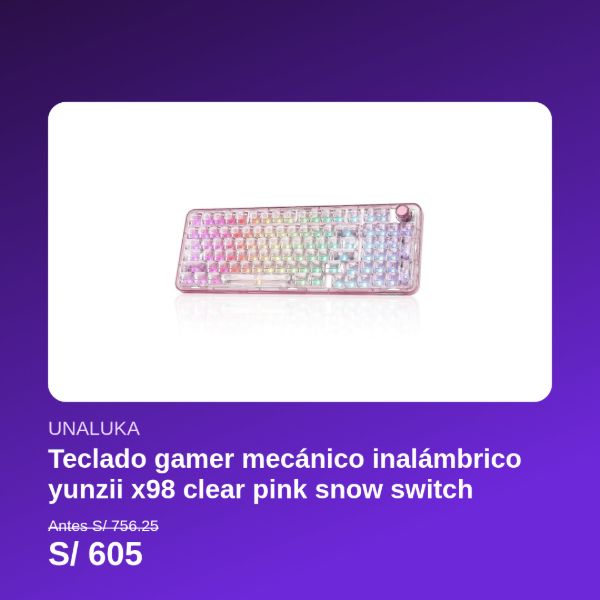 UNALUKA
Teclado gamer mecánico inalámbrico
yunzii x98 clear pink snow switch
Antes S/ 756.25
S/ 605